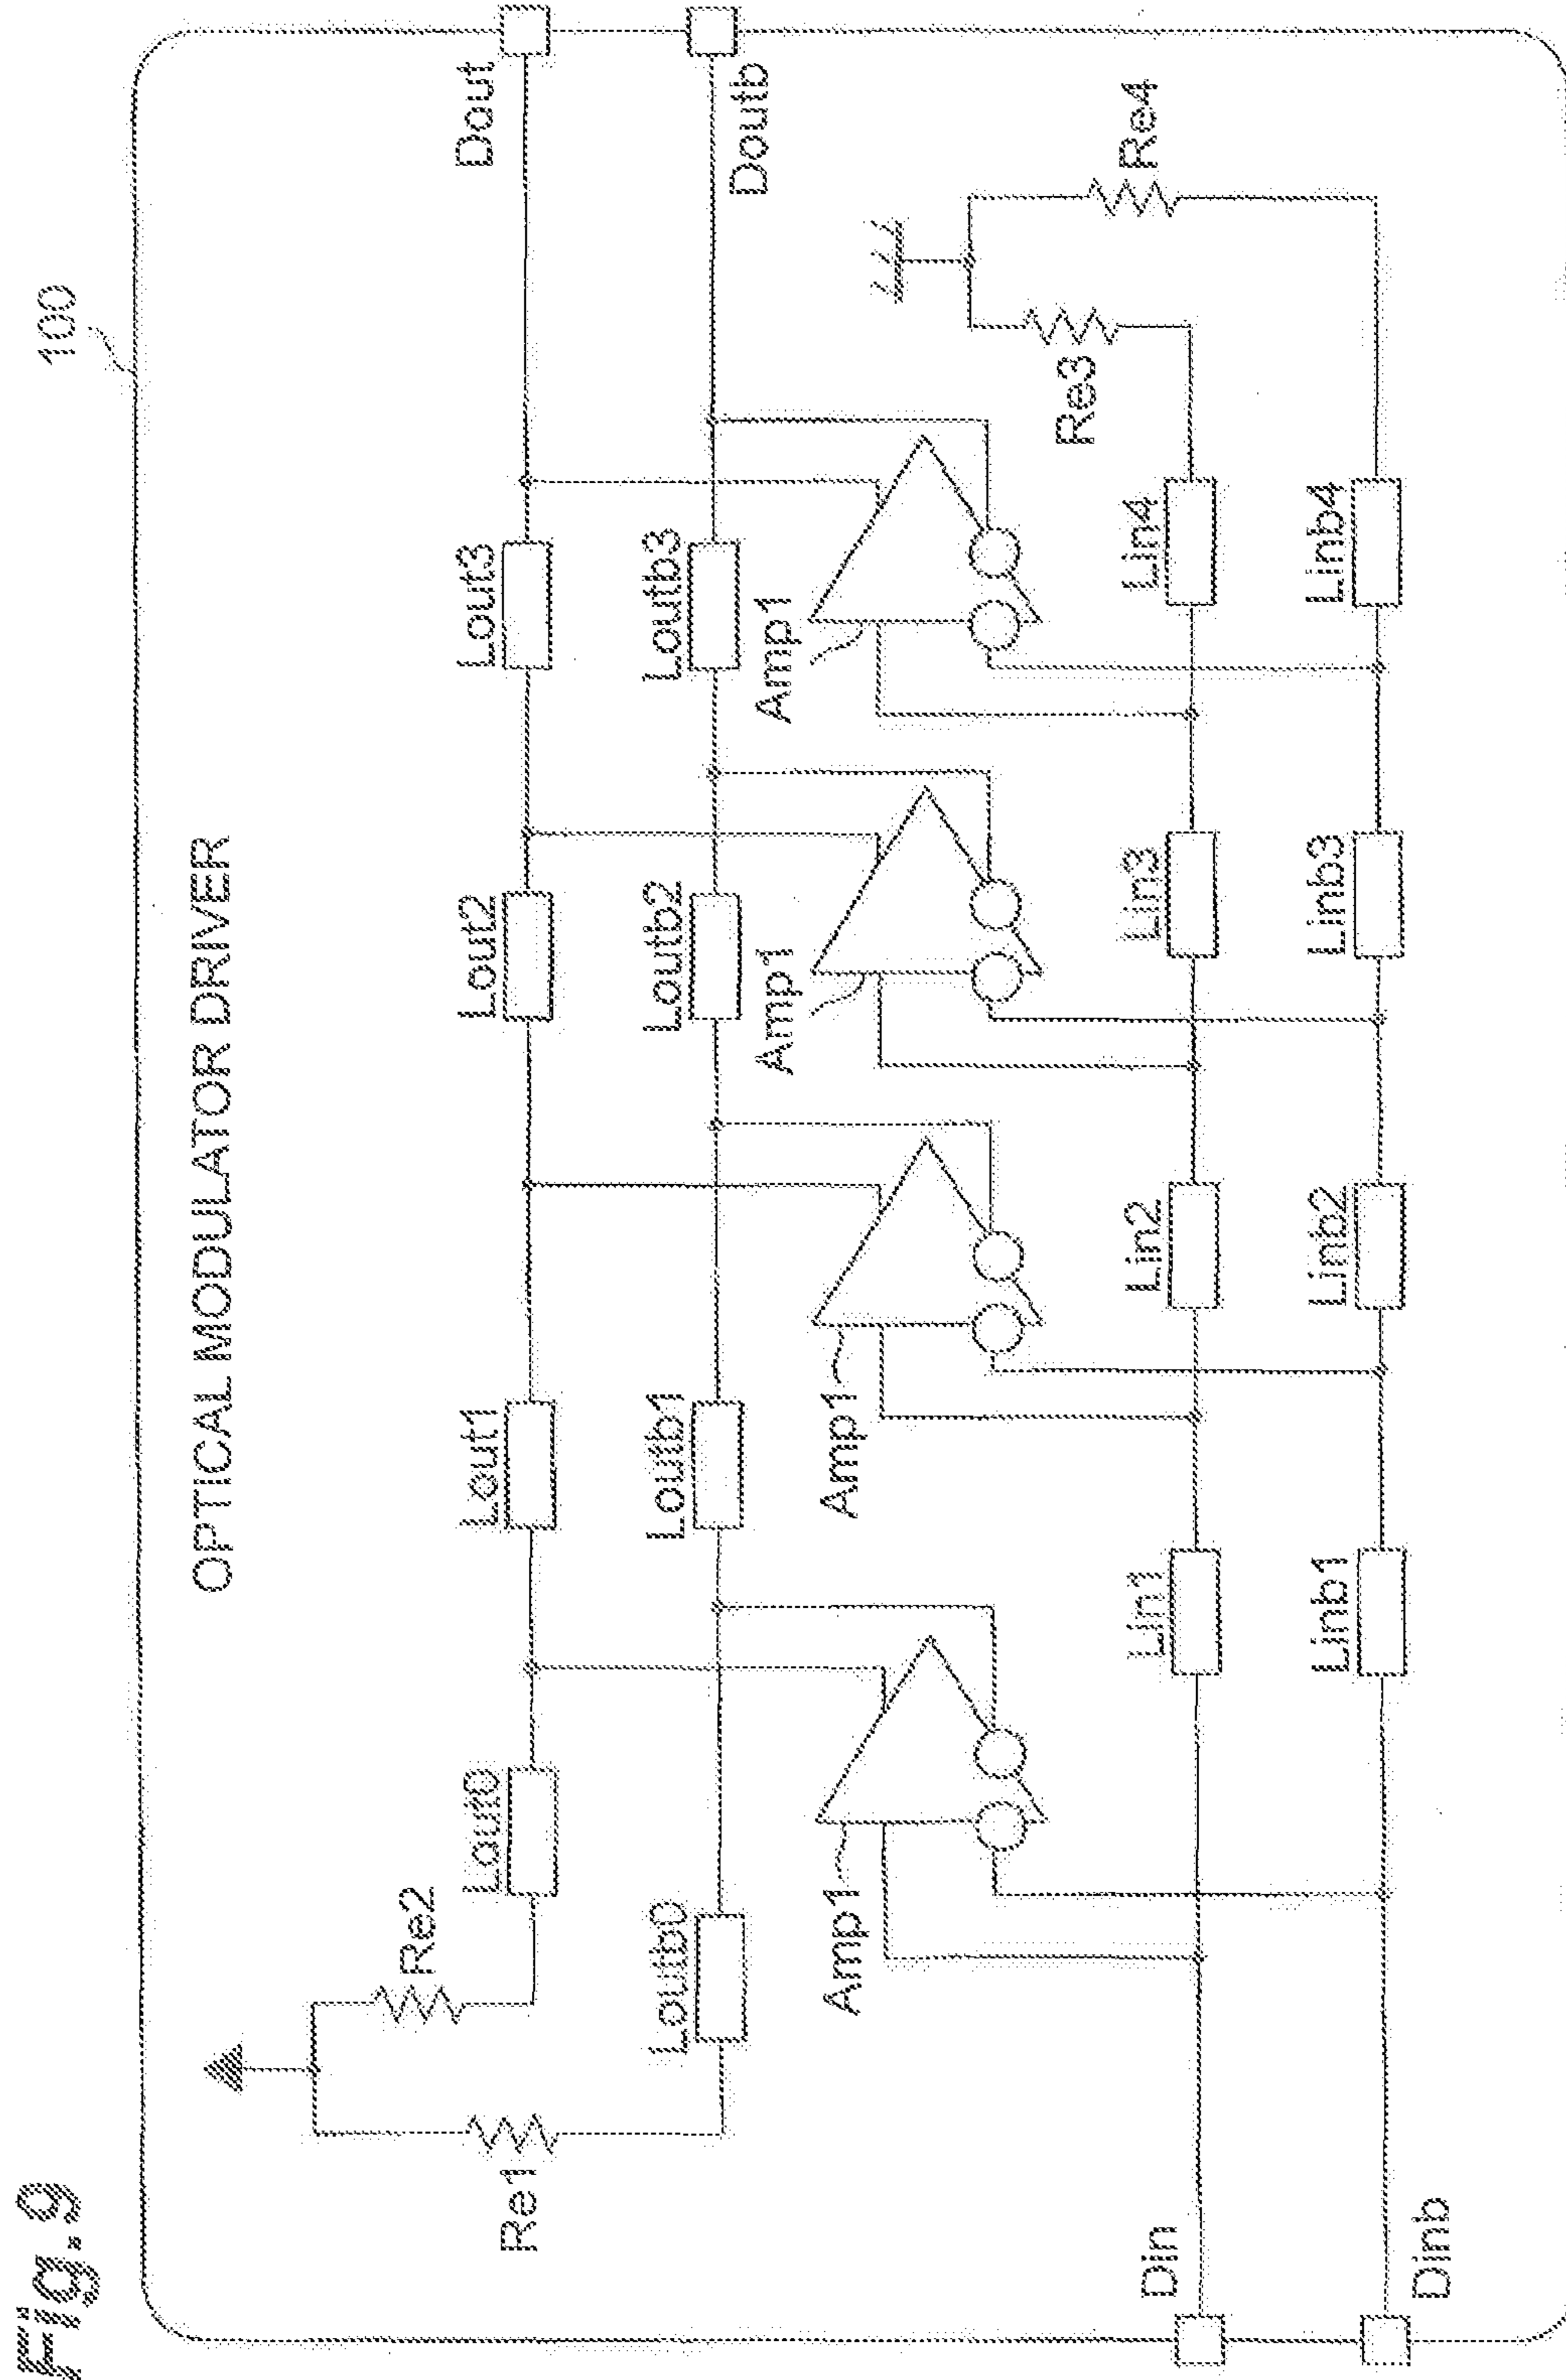 Fig.9
100
OPTICAL MODULATOR DRIVER
Re1
Re2
Lout0
Lout1
Lout2
Lout3
Dout
Loutb0
Loutb1
Loutb2
Loutb3
Doutb
Amp1
Amp1
Amp1
Amp1
Re3
Re4
Din
Lin1
Lin2
Lin3
Lin4
Dinb
Linb1
Linb2
Linb3
Linb4